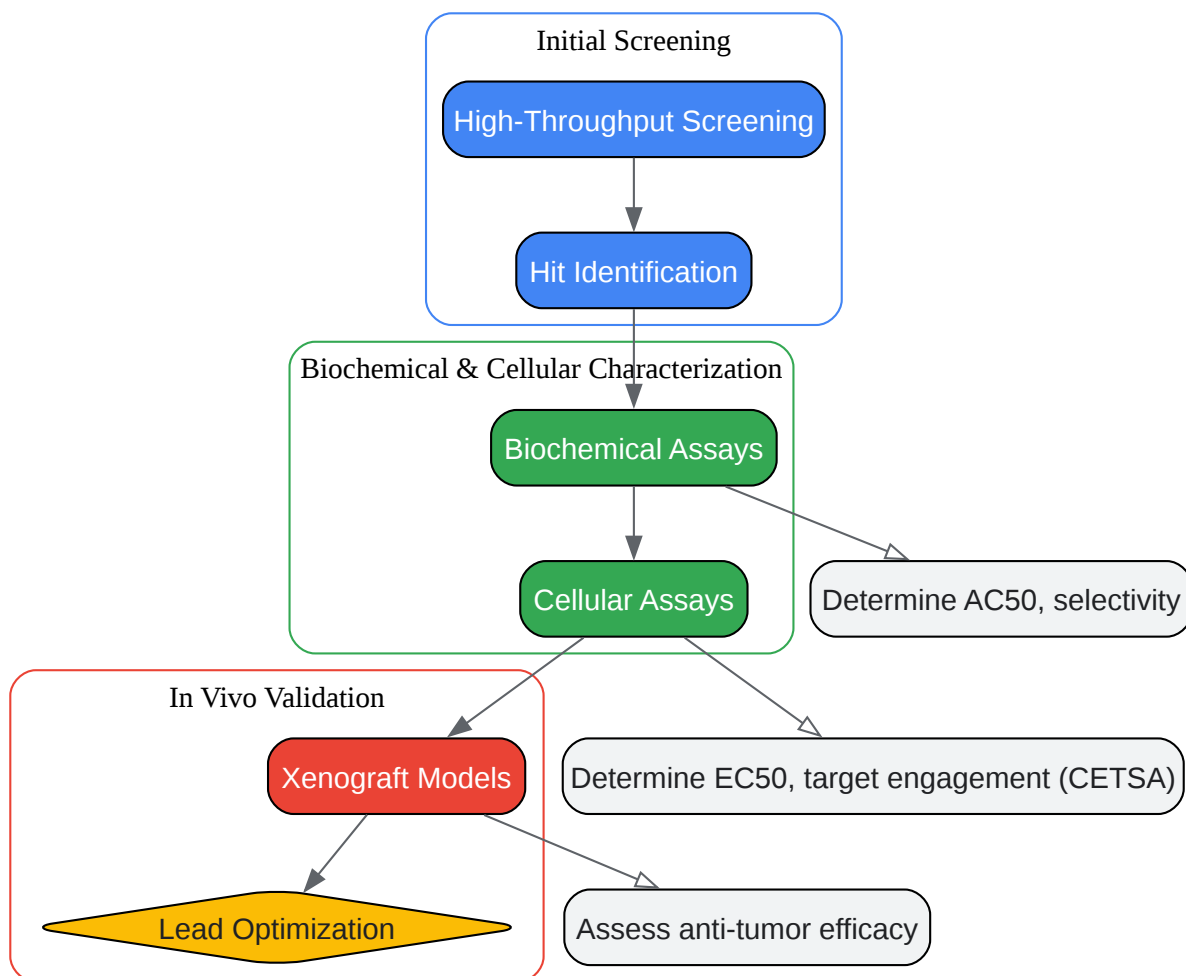 Initial Screening
High-Throughput Screening
Hit Identification
Biochemical & Cellular Characterization
Biochemical Assays
Cellular Assays
Determine AC50, selectivity
In Vivo Validation
Xenograft Models
Determine EC50, target engagement (CETSA)
Lead Optimization
Assess anti-tumor efficacy